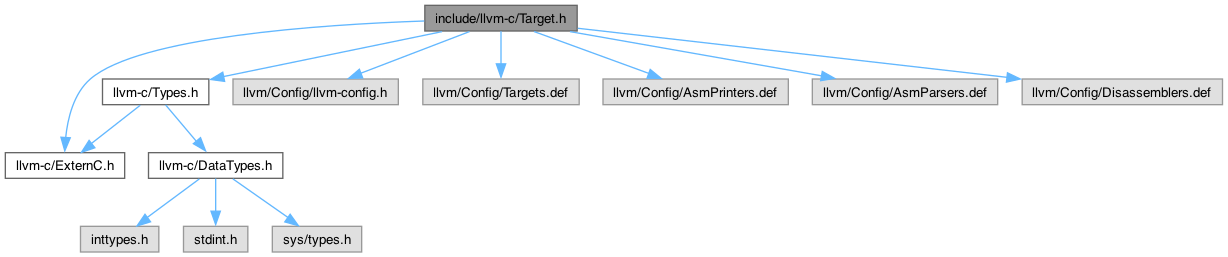 include/llvm-c/Target.h
llvm-c/Types.h
llvm/Config/llvm-config.h
llvm/Config/Targets.def
llvm/Config/AsmPrinters.def
llvm/Config/AsmParsers.def
llvm/Config/Disassemblers.def
llvm-c/ExternC.h
llvm-c/DataTypes.h
inttypes.h
stdint.h
sys/types.h